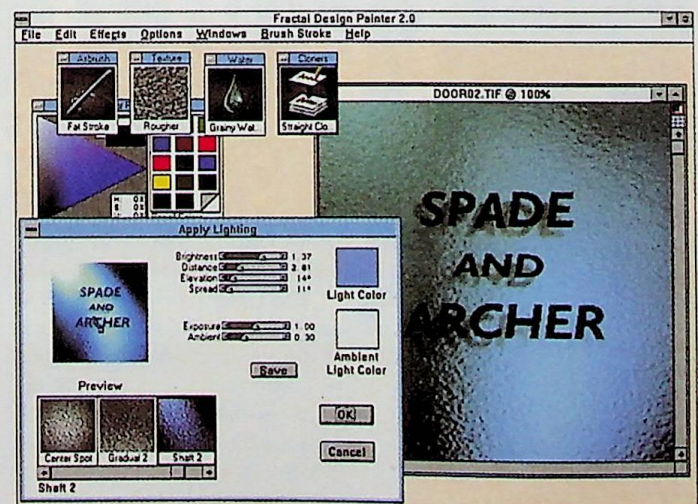 Fractal Design Painter 2.0
File Edit Effects Options Windows Brush Stroke Help
Airbrush Texture Water Cloners
Fat Stroke Rougher Grainy Wat... Straight Clo...
DOOR02.TIF @ 100%
SPADE
AND
ARCHER
H: 0%
S: 0%
Apply Lighting
Brightness 1.37
Distance 2.81
Elevation 14°
Spread 11°
Exposure 1.00
Ambient 0.30
Light Color
Ambient
Light Color
SPADE
AND
ARCHER
Preview
Save
OK
Cancel
Center Spot Gradual 2 Shaft 2
Shaft 2